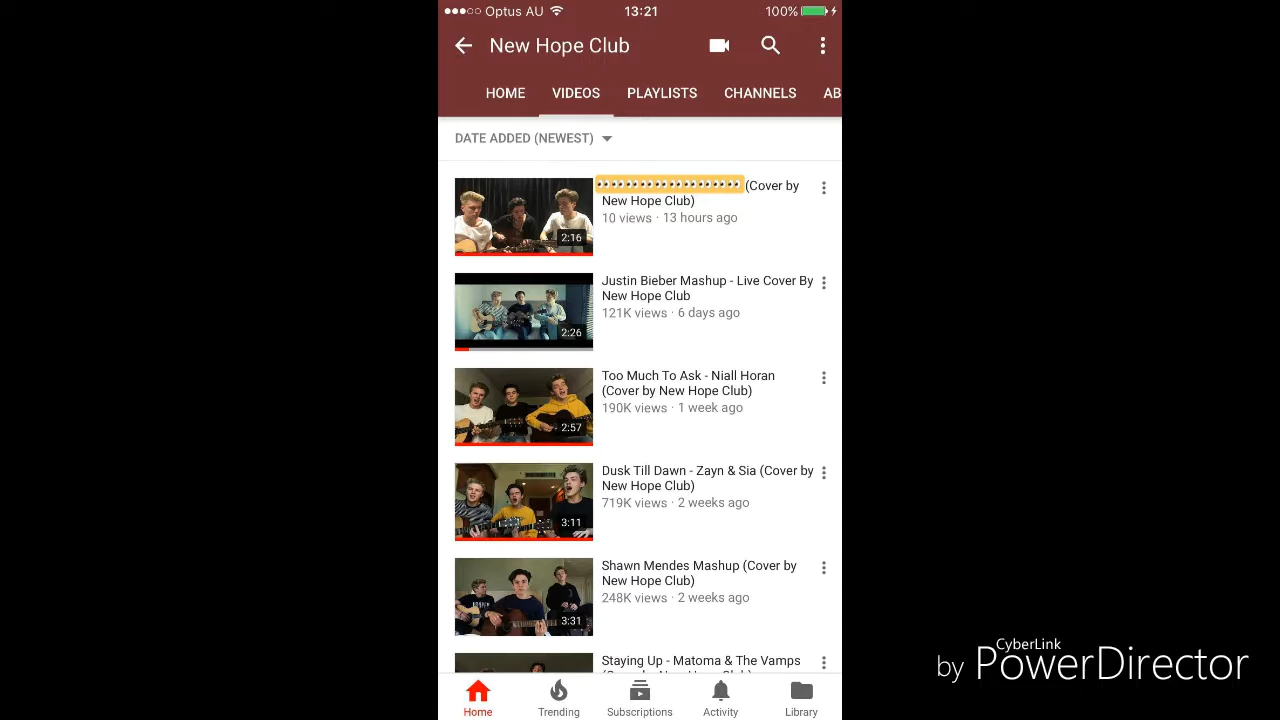 Optus AU 13:21 100%
New Hope Club
HOME VIDEOS PLAYLISTS CHANNELS AB
DATE ADDED (NEWEST)
(Cover by
New Hope Club)
10 views · 13 hours ago
2:16
Justin Bieber Mashup - Live Cover By
New Hope Club
121K views · 6 days ago
2:26
Too Much To Ask - Niall Horan
(Cover by New Hope Club)
190K views · 1 week ago
2:57
Dusk Till Dawn - Zayn & Sia (Cover by
New Hope Club)
719K views · 2 weeks ago
3:11
Shawn Mendes Mashup (Cover by
New Hope Club)
248K views · 2 weeks ago
3:31
Staying Up - Matoma & The Vamps
Home Trending Subscriptions Activity Library
CyberLink
by PowerDirector